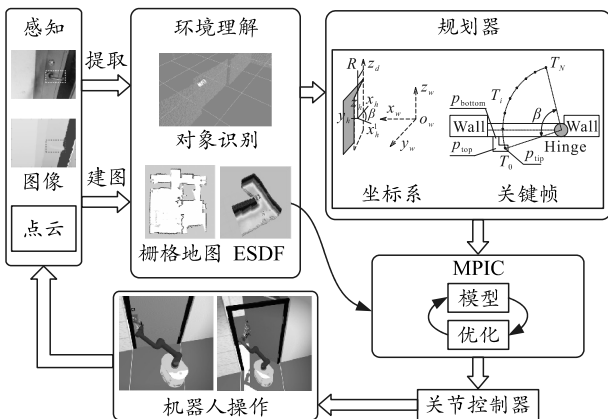 感知
图像
点云
提取
建图
环境理解
对象识别
栅格地图 ESDF
规划器
R
z_d
x_h
z_h
y_h
β
x'_h
x_w
z_w
o_w
y_w
坐标系
T_N
T_i
p_bottom
β
Wall
Wall
Hinge
p_top
T_0
p_tip
关键帧
MPIC
模型
优化
关节控制器
机器人操作